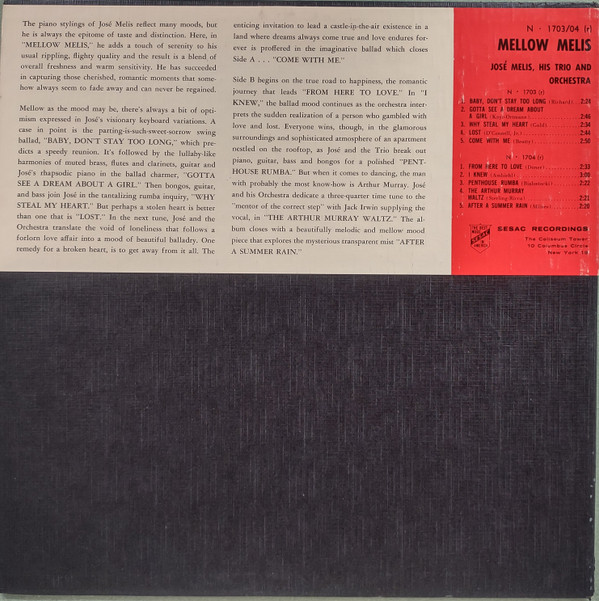 The piano stylings of José Melis reflect many moods, but
he is always the epitome of taste and distinction. Here, in
"MELLOW MELIS," he adds a touch of serenity to his
usual rippling, flighty quality and the result is a blend of
overall freshness and warm sensitivity. He has succeeded
in capturing those cherished, romantic moments that some-
how always seem to fade away and can never be regained.
Mellow as the mood may be, there's always a bit of opti-
mism expressed in José's visionary keyboard variations. A
case in point is the parting-is-such-sweet-sorrow swing
ballad, "BABY, DON'T STAY TOO LONG," which pre-
dicts a speedy reunion. It's followed by the lullaby-like
harmonies of muted brass, flutes and clarinets, guitar and
José's rhapsodic piano in the ballad charmer, "GOTTA
SEE A DREAM ABOUT A GIRL." Then bongos, guitar,
and bass join José in the tantalizing rumba inquiry, "WHY
STEAL MY HEART." But perhaps a stolen heart is better
than one that is "LOST." In the next tune, José and the
Orchestra translate the void of loneliness that follows a
forlorn love affair into a mood of beautiful balladry. One
remedy for a broken heart, is to get away from it all. The
enticing invitation to lead a castle-in-the-air existence in a
land where dreams always come true and love endures for-
ever is proffered in the imaginative ballad which closes
Side A . . . "COME WITH ME."
Side B begins on the true road to happiness, the romantic
journey that leads "FROM HERE TO LOVE." In "I
KNEW," the ballad mood continues as the orchestra inter-
prets the sudden realization of a person who gambled with
love and lost. Everyone wins, though, in the glamorous
surroundings and sophisticated atmosphere of an apartment
nestled on the rooftop, as José and the Trio break out
piano, guitar, bass and bongos for a polished "PENT-
HOUSE RUMBA." But when it comes to dancing, the man
with probably the most know-how is Arthur Murray. José
and his Orchestra dedicate a three-quarter time tune to the
"mentor of the correct step" with Jack Irwin supplying the
vocal, in "THE ARTHUR MURRAY WALTZ." The al-
bum closes with a beautifully melodic and mellow mood
piece that explores the mysterious transparent mist "AFTER
A SUMMER RAIN."
N - 1703/04 (r)
MELLOW MELIS
JOSÉ MELIS, HIS TRIO AND
ORCHESTRA
N - 1703 (r)
1. BABY, DON'T STAY TOO LONG 2:24
2. GOTTA SEE A DREAM ABOUT
A GIRL 2:48
3. WHY STEAL MY HEART 2:34
4. LOST 2:44
5. COME WITH ME 2:50
N - 1704 (r)
1. FROM HERE TO LOVE 2:33
2. I KNEW 3:00
3. PENTHOUSE RUMBA 2:22
4. THE ARTHUR MURRAY
WALTZ 2:21
5. AFTER A SUMMER RAIN 2:20
SESAC
SESAC RECORDINGS
The Coliseum Tower
10 Columbus Circle
New York 19